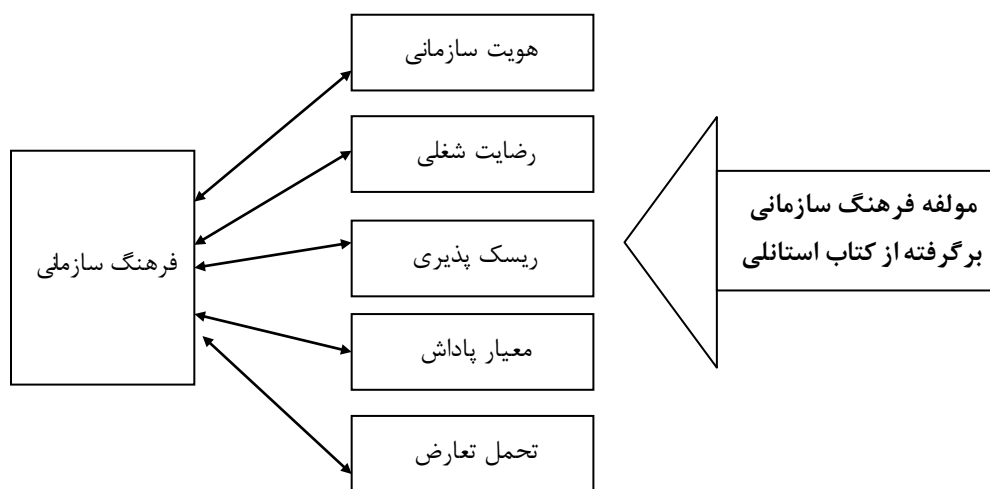 هویت سازمانی
رضایت شغلی
مولفه فرهنگ سازمانی
برگرفته از کتاب استانلی
ریسک پذیری
فرهنگ سازمانی
معیار پاداش
تحمل تعارض